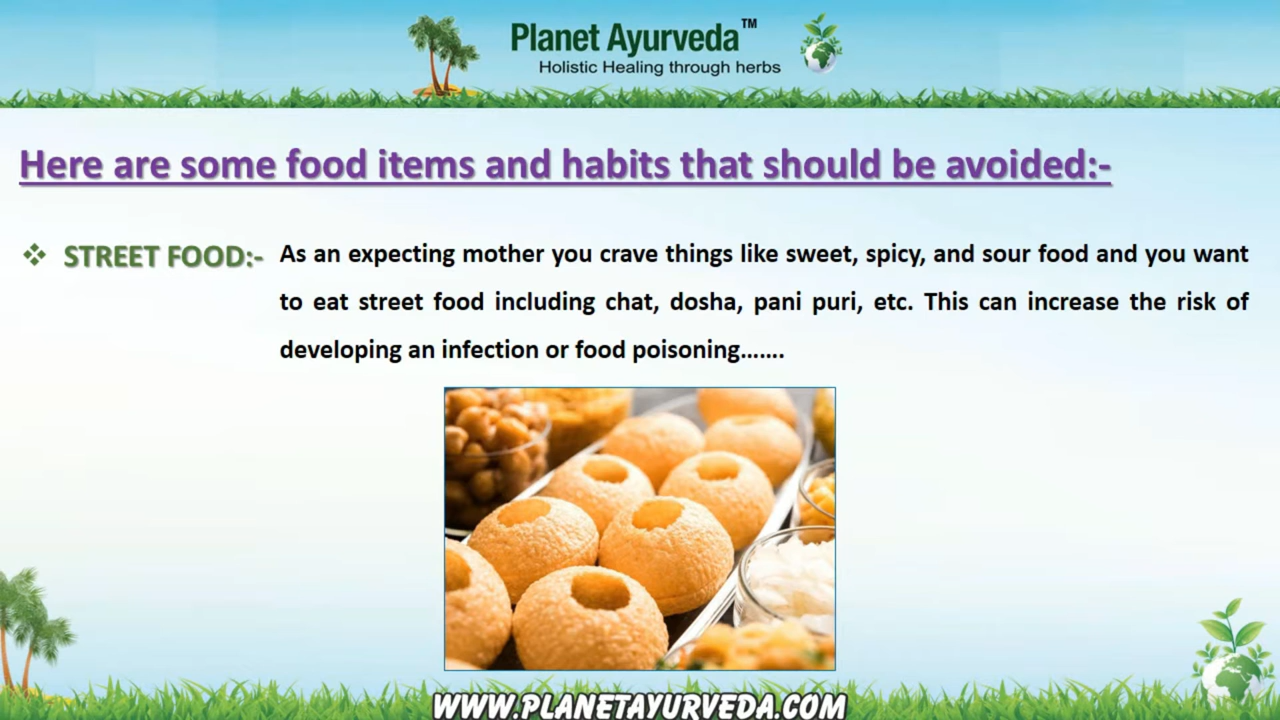 Planet Ayurveda™
Holistic Healing through herbs
Here are some food items and habits that should be avoided:-
❖ STREET FOOD:- As an expecting mother you crave things like sweet, spicy, and sour food and you want
to eat street food including chat, dosha, pani puri, etc. This can increase the risk of
developing an infection or food poisoning.......
WWW.PLANETAYURVEDA.COM